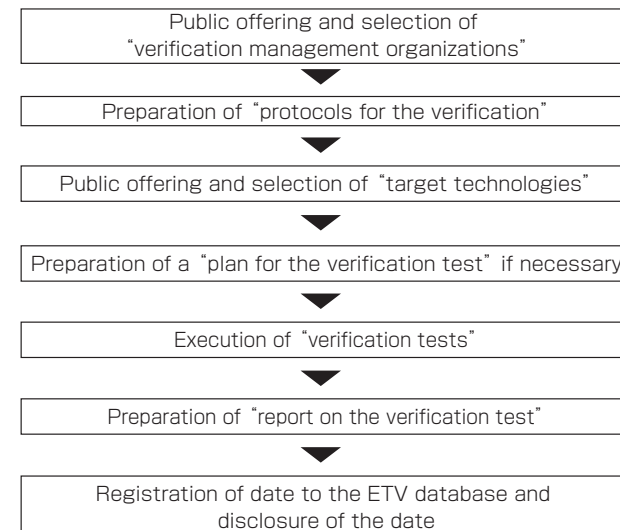 Public offering and selection of
“verification management organizations”
Preparation of “protocols for the verification”
Public offering and selection of “target technologies”
Preparation of a “plan for the verification test” if necessary
Execution of “verification tests”
Preparation of “report on the verification test”
Registration of date to the ETV database and
disclosure of the date